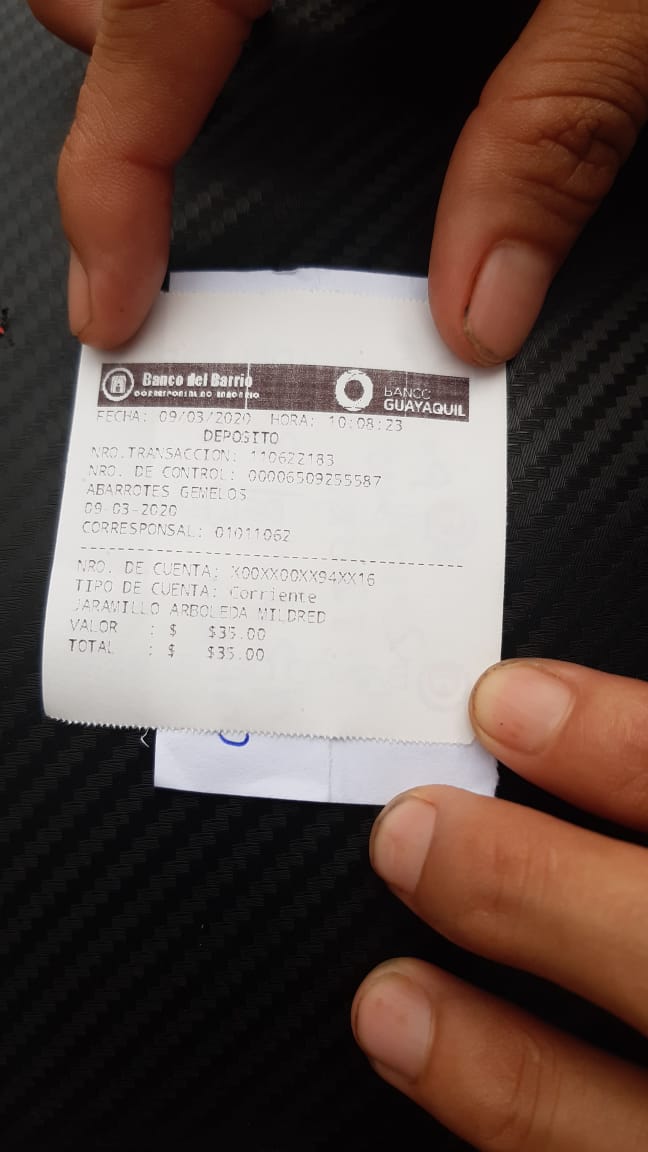 Banco del Barrio
CORRESPONSAL NO BANCARIO
BANCO
GUAYAQUIL
FECHA: 09/03/2020 HORA: 10:08:23
DEPOSITO
NRO.TRANSACCION: 110622183
NRO. DE CONTROL: 00006509255587
ABARROTES GEMELOS
09-03-2020
CORRESPONSAL: 01011062
NRO. DE CUENTA: X00XX00XX94XX16
TIPO DE CUENTA: Corriente
JARAMILLO ARBOLEDA MILDRED
VALOR : $ $35.00
TOTAL : $ $35.00